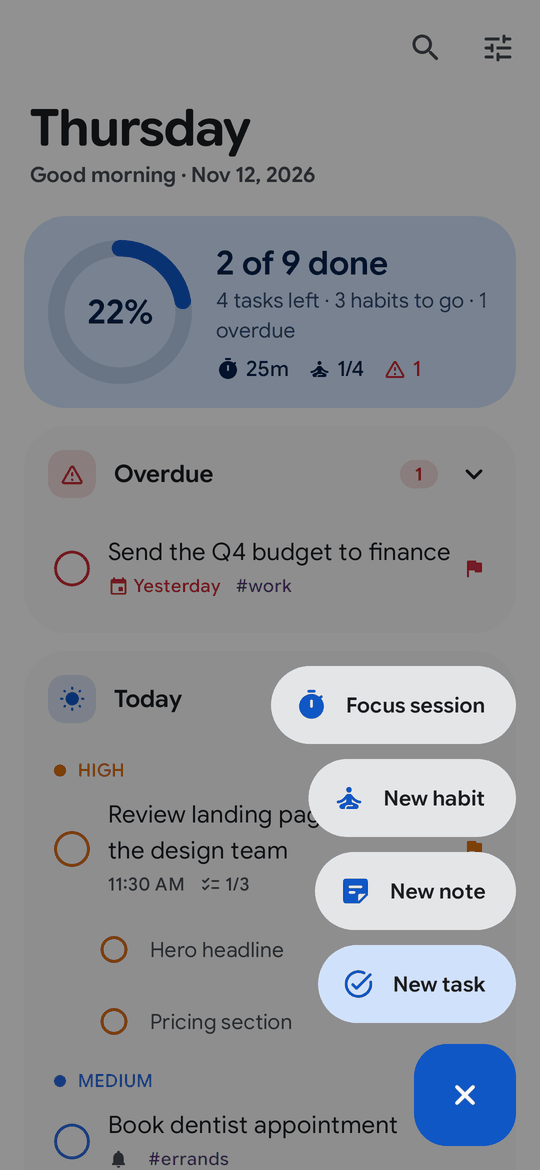 Thursday
Good morning · Nov 12, 2026
22%
2 of 9 done
4 tasks left · 3 habits to go · 1
overdue
25m 1/4 1
Overdue 1
Send the Q4 budget to finance
Yesterday #work
Today
Focus session
HIGH
New habit
Review landing
the design team
11:30 AM 1/3
New note
Hero headline
New task
Pricing section
MEDIUM
Book dentist appointment
#errands